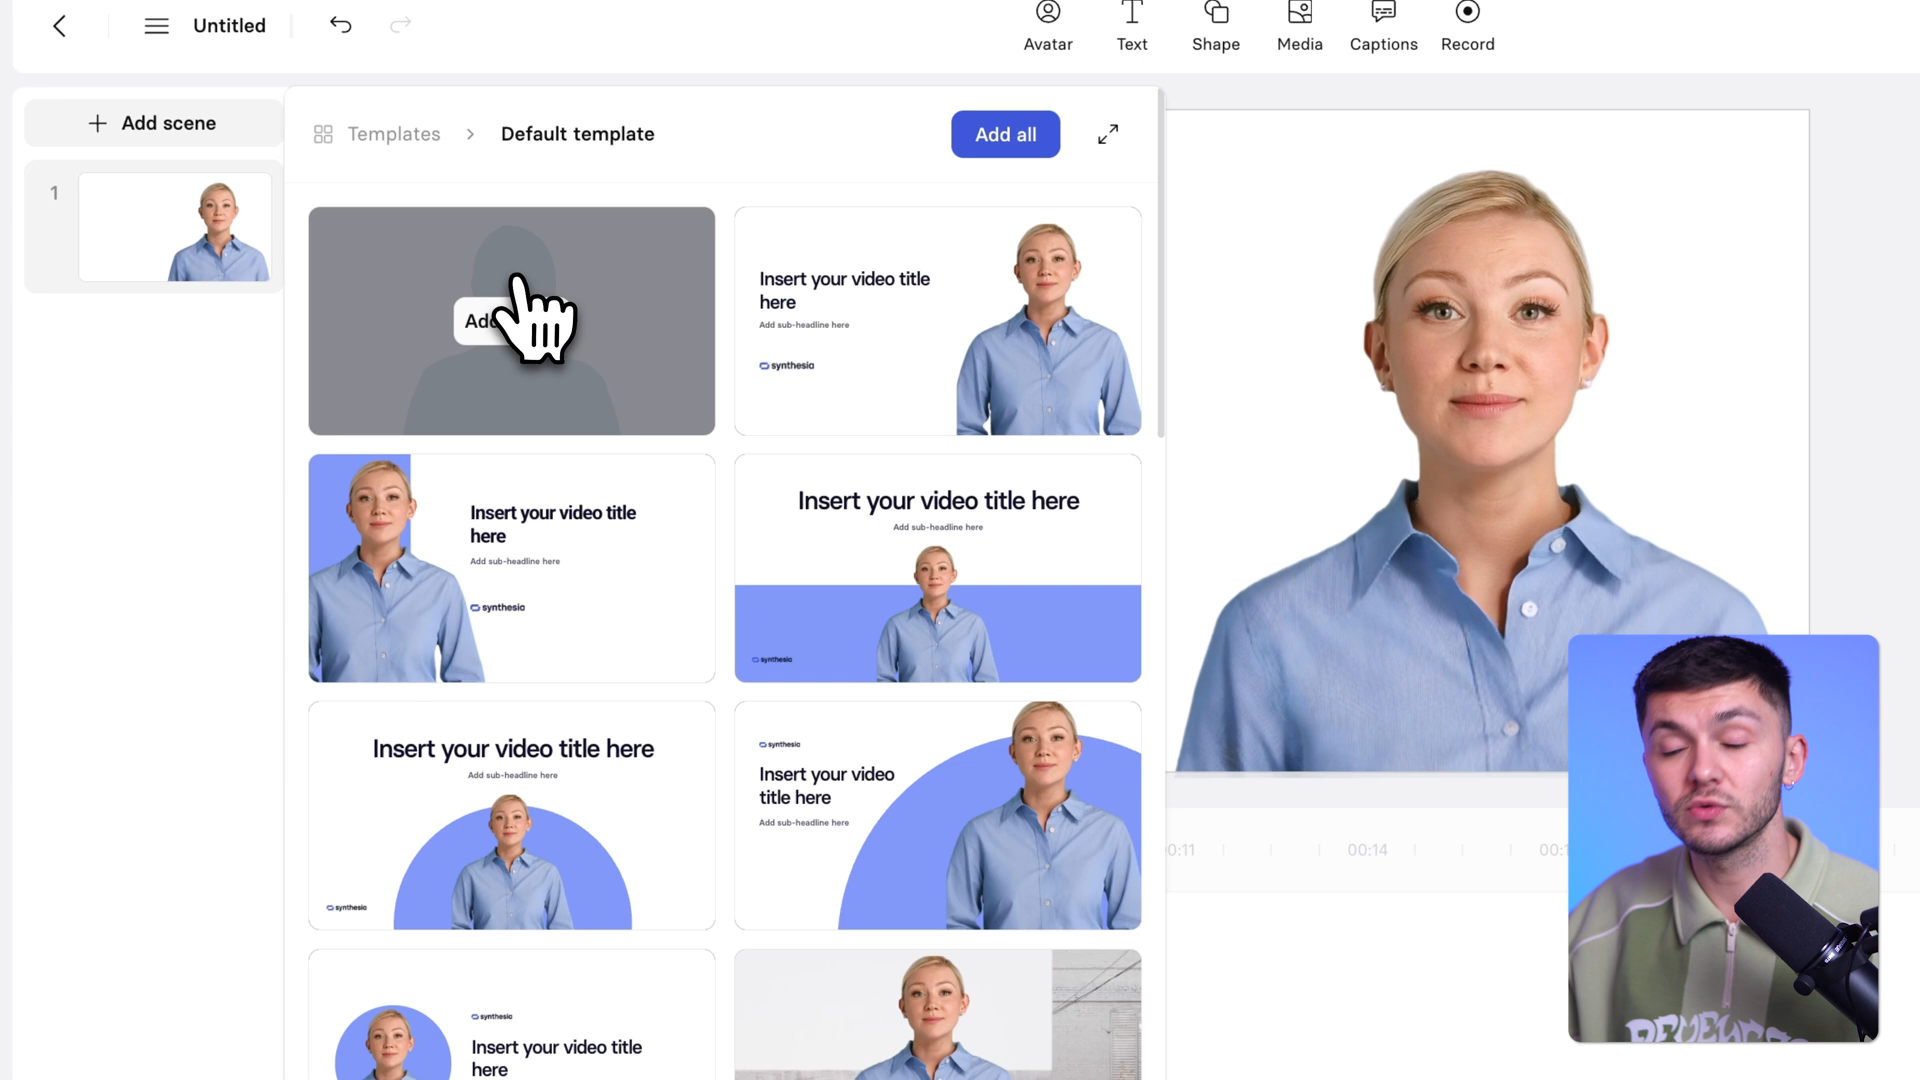 Untitled
Avatar
Text
Shape
Media
Captions
Record
Add scene
1
Templates
Default template
Add all
Insert your video title
here
Add sub-headline here
synthesia
Insert your video title
here
Add sub-headline here
synthesia
Insert your video title here
Add sub-headline here
synthesia
Insert your video title here
Add sub-headline here
synthesia
synthesia
Insert your video
title here
Add sub-headline here
synthesia
Insert your video title
here
00:14